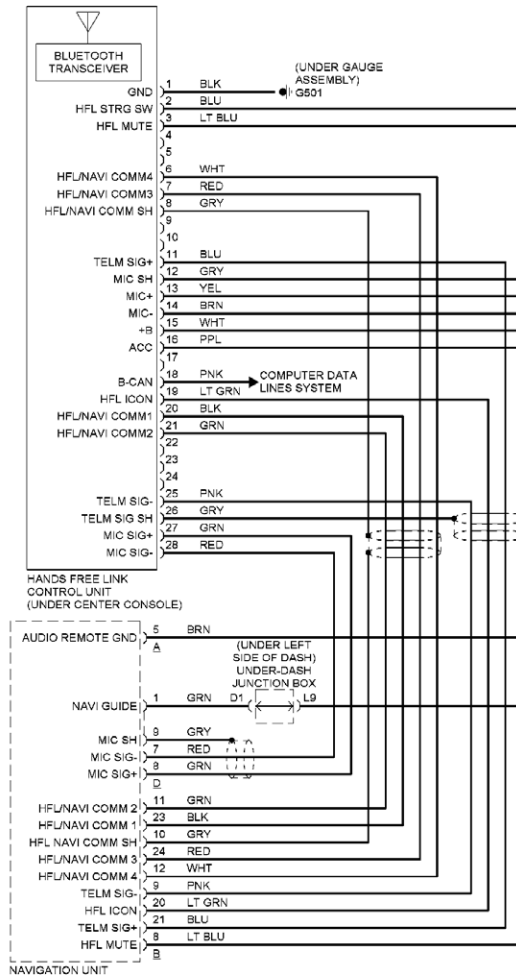 BLUETOOTH
TRANSCEIVER
(UNDER GAUGE
ASSEMBLY)
G501
GND 1 BLK
HFL STRG SW 2 BLU
HFL MUTE 3 LT BLU
4
5
HFL/NAVI COMM4 6 WHT
HFL/NAVI COMM3 7 RED
HFL/NAVI COMM SH 8 GRY
9
10
TELM SIG+ 11 BLU
MIC SH 12 GRY
MIC+ 13 YEL
MIC- 14 BRN
+B 15 WHT
ACC 16 PPL
17
B-CAN 18 PNK COMPUTER DATA
LINES SYSTEM
HFL ICON 19 LT GRN
HFL/NAVI COMM1 20 BLK
HFL/NAVI COMM2 21 GRN
22
23
24
TELM SIG- 25 PNK
TELM SIG SH 26 GRY
MIC SIG+ 27 GRN
MIC SIG- 28 RED
HANDS FREE LINK
CONTROL UNIT
(UNDER CENTER CONSOLE)
AUDIO REMOTE GND 5 BRN
A
(UNDER LEFT
SIDE OF DASH)
UNDER-DASH
JUNCTION BOX
NAVI GUIDE 1 GRN D1 L9
MIC SH 9 GRY
MIC SIG- 7 RED
MIC SIG+ 8 GRN
D
HFL/NAVI COMM 2 11 GRN
HFL/NAVI COMM 1 23 BLK
HFL NAVI COMM SH 10 GRY
HFL/NAVI COMM 3 24 RED
HFL/NAVI COMM 4 12 WHT
TELM SIG- 9 PNK
HFL ICON 20 LT GRN
TELM SIG+ 21 BLU
HFL MUTE 8 LT BLU
B
NAVIGATION UNIT